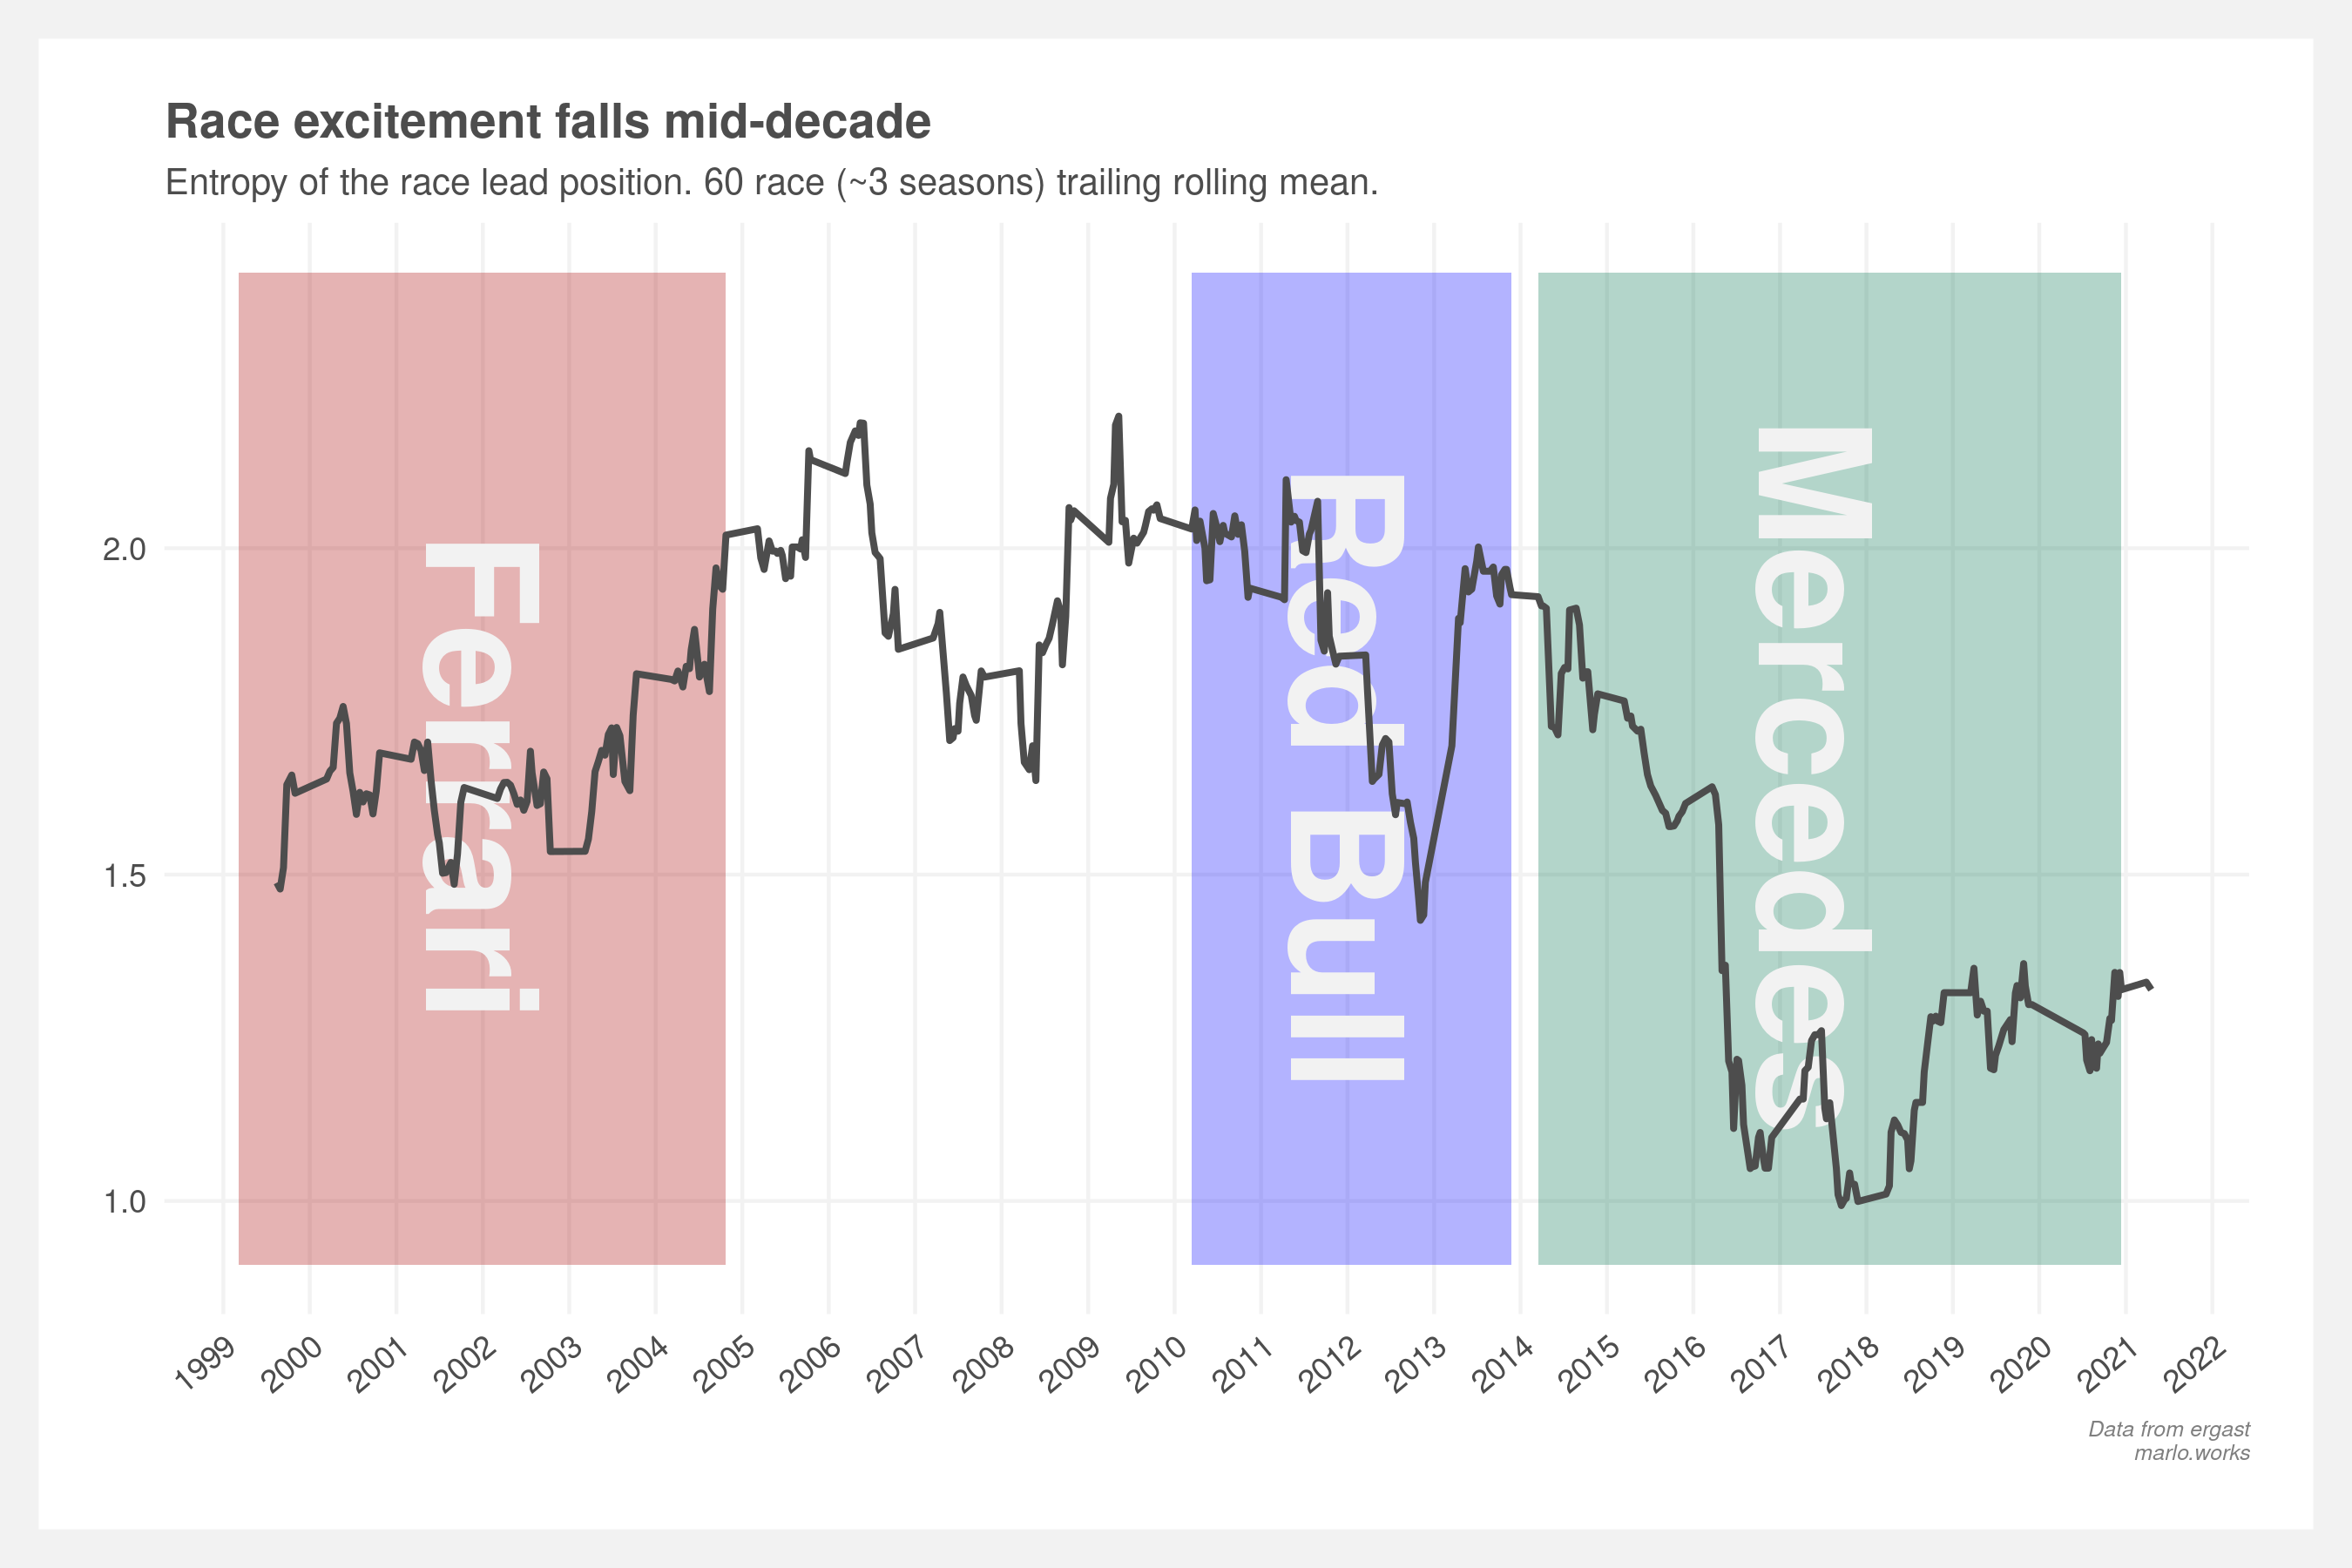 Race excitement falls mid-decade
Entropy of the race lead position. 60 race (~3 seasons) trailing rolling mean.
Ferrari
Red Bull
Mercedes
2.0
1.5
1.0
1999 2000 2001 2002 2003 2004 2005 2006 2007 2008 2009 2010 2011 2012 2013 2014 2015 2016 2017 2018 2019 2020 2021 2022
Data from ergast
marlo.works